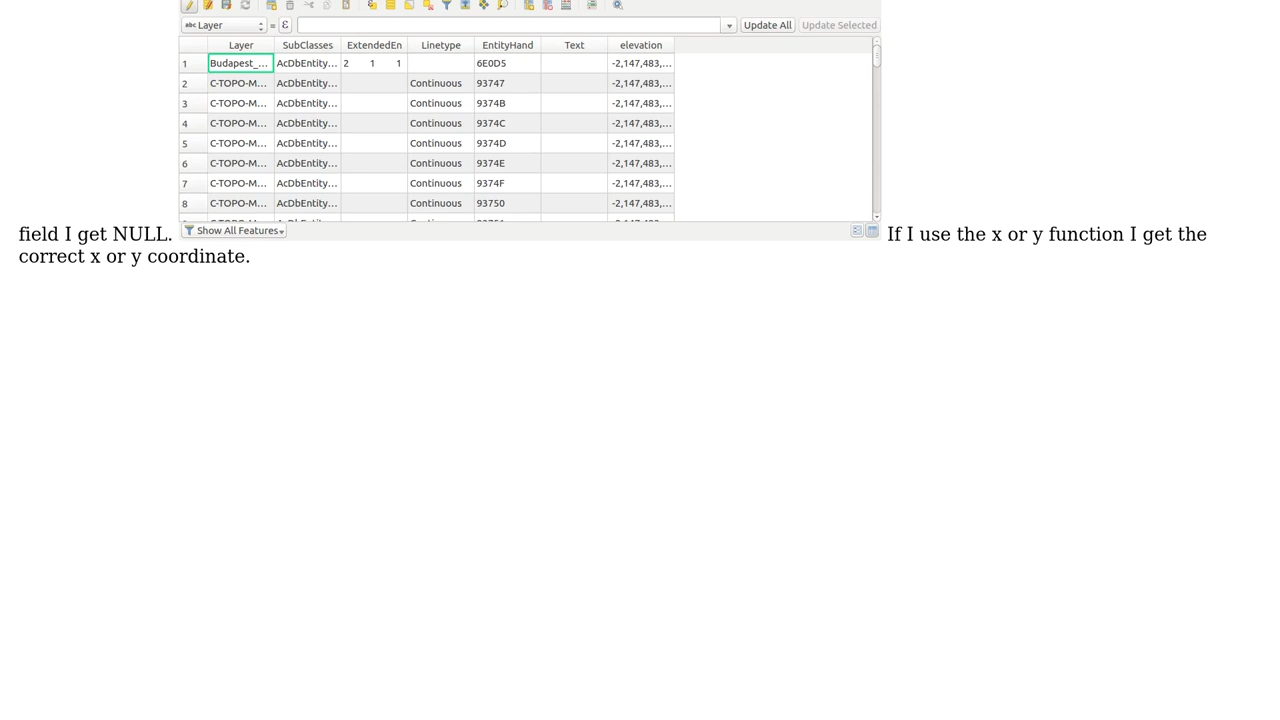 abc Layer = ε Update All Update Selected
Layer SubClasses ExtendedEn Linetype EntityHand Text elevation
1 Budapest_... AcDbEntity... 2 1 1 6E0D5 -2,147,483,...
2 C-TOPO-M... AcDbEntity... Continuous 93747 -2,147,483,...
3 C-TOPO-M... AcDbEntity... Continuous 9374B -2,147,483,...
4 C-TOPO-M... AcDbEntity... Continuous 9374C -2,147,483,...
5 C-TOPO-M... AcDbEntity... Continuous 9374D -2,147,483,...
6 C-TOPO-M... AcDbEntity... Continuous 9374E -2,147,483,...
7 C-TOPO-M... AcDbEntity... Continuous 9374F -2,147,483,...
8 C-TOPO-M... AcDbEntity... Continuous 93750 -2,147,483,...
Show All Features
field I get NULL. If I use the x or y function I get the
correct x or y coordinate.